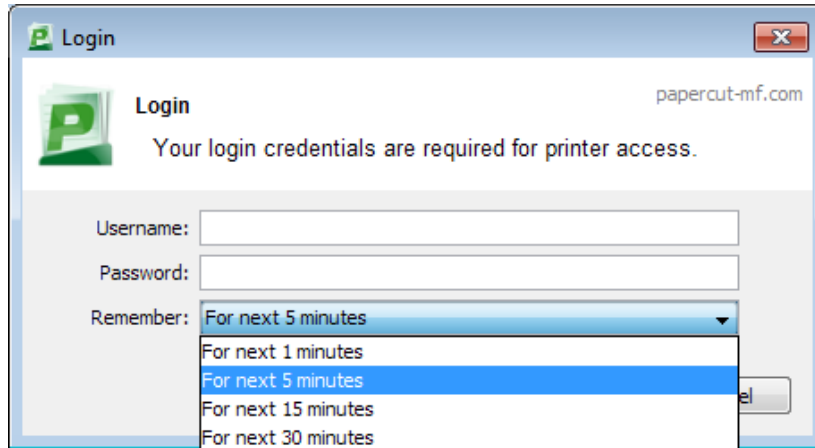 Login
papercut-mf.com
Login
Your login credentials are required for printer access.
Username:
Password:
Remember: For next 5 minutes
For next 1 minutes
For next 5 minutes
For next 15 minutes
For next 30 minutes